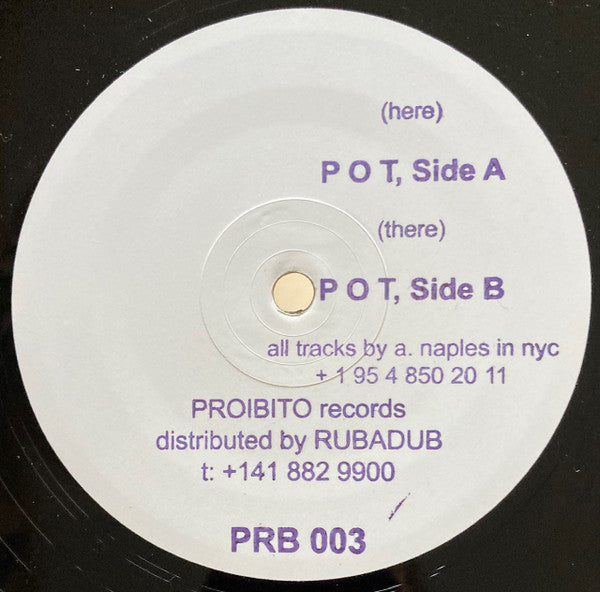 (here)
P O T, Side A
(there)
P O T, Side B
all tracks by a. naples in nyc
+ 1 95 4 850 20 11
PROIBITO records
distributed by RUBADUB
t: +141 882 9900
PRB 003